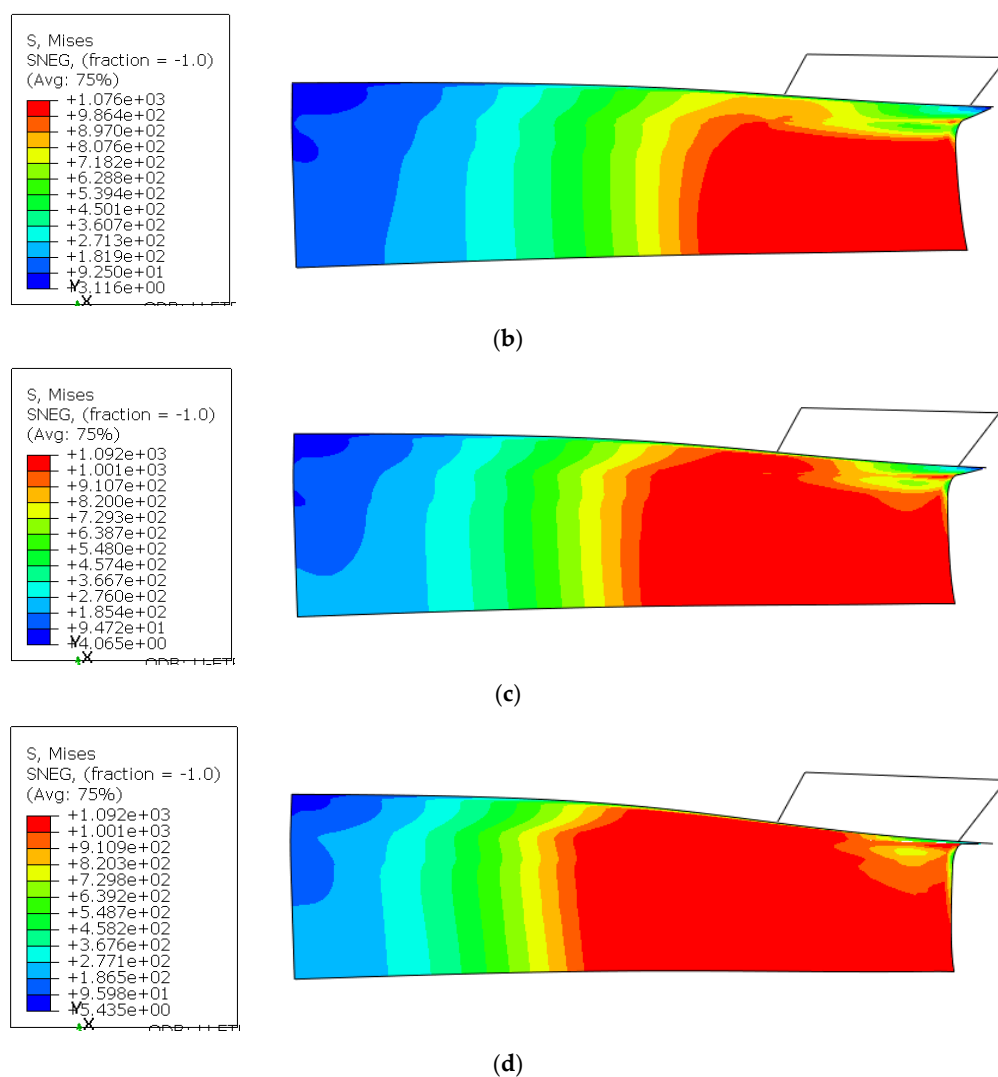 S, Mises
SNEG, (fraction = -1.0)
(Avg: 75%)
+1.076e+03
+9.864e+02
+8.970e+02
+8.076e+02
+7.182e+02
+6.288e+02
+5.394e+02
+4.501e+02
+3.607e+02
+2.713e+02
+1.819e+02
+9.250e+01
+3.116e+00
Y
X
(b)
S, Mises
SNEG, (fraction = -1.0)
(Avg: 75%)
+1.092e+03
+1.001e+03
+9.107e+02
+8.200e+02
+7.293e+02
+6.387e+02
+5.480e+02
+4.574e+02
+3.667e+02
+2.760e+02
+1.854e+02
+9.472e+01
+4.065e+00
Y
X
(c)
S, Mises
SNEG, (fraction = -1.0)
(Avg: 75%)
+1.092e+03
+1.001e+03
+9.109e+02
+8.203e+02
+7.298e+02
+6.392e+02
+5.487e+02
+4.582e+02
+3.676e+02
+2.771e+02
+1.865e+02
+9.598e+01
+5.435e+00
Y
X
(d)